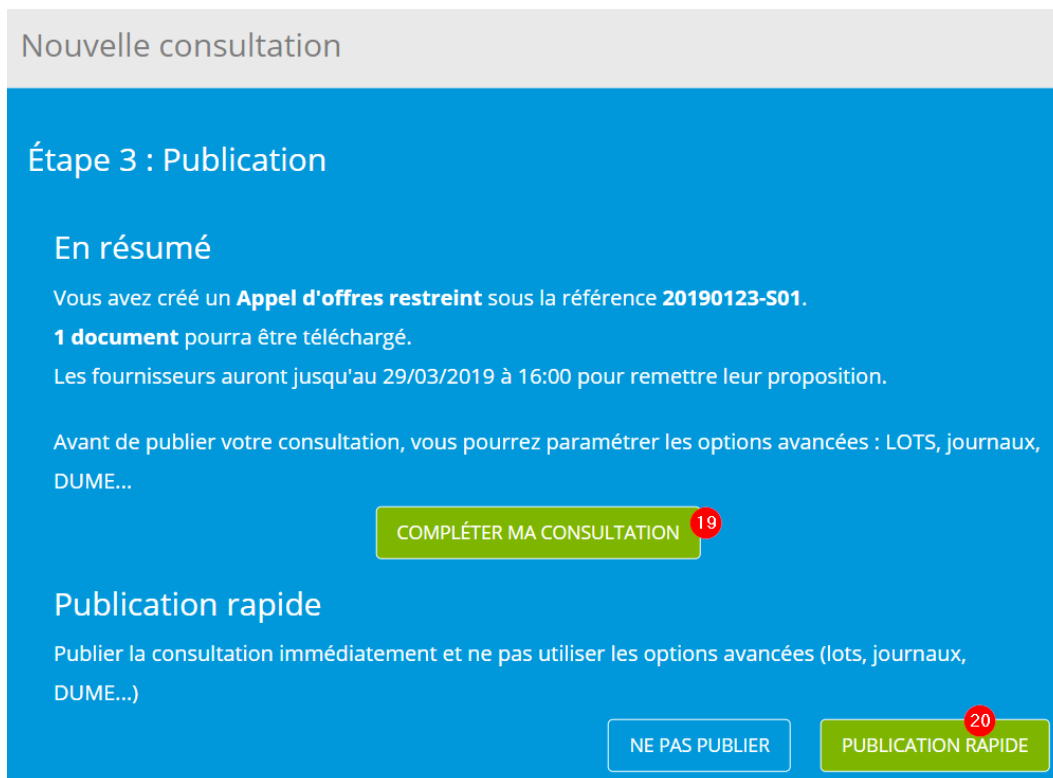 Nouvelle consultation
Étape 3 : Publication
En résumé
Vous avez créé un Appel d'offres restreint sous la référence 20190123-S01.
1 document pourra être téléchargé.
Les fournisseurs auront jusqu'au 29/03/2019 à 16:00 pour remettre leur proposition.
Avant de publier votre consultation, vous pourrez paramétrer les options avancées : LOTS, journaux,
DUME...
COMPLÉTER MA CONSULTATION 19
Publication rapide
Publier la consultation immédiatement et ne pas utiliser les options avancées (lots, journaux,
DUME...)
20
NE PAS PUBLIER PUBLICATION RAPIDE